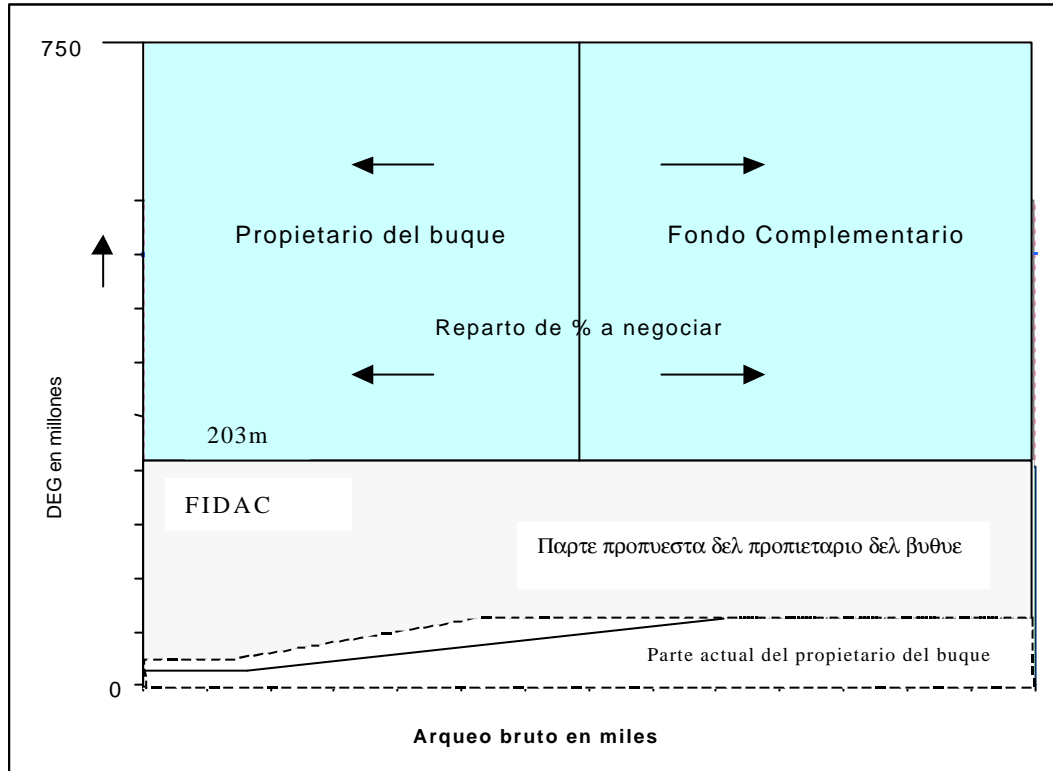 750
Propietario del buque
Fondo Complementario
Reparto de % a negociar
DEG en millones
203m
FIDAC
Παρτε προπυεστα δελ προπιεταριο δελ βυθυε
Parte actual del propietario del buque
0
Arqueo bruto en miles